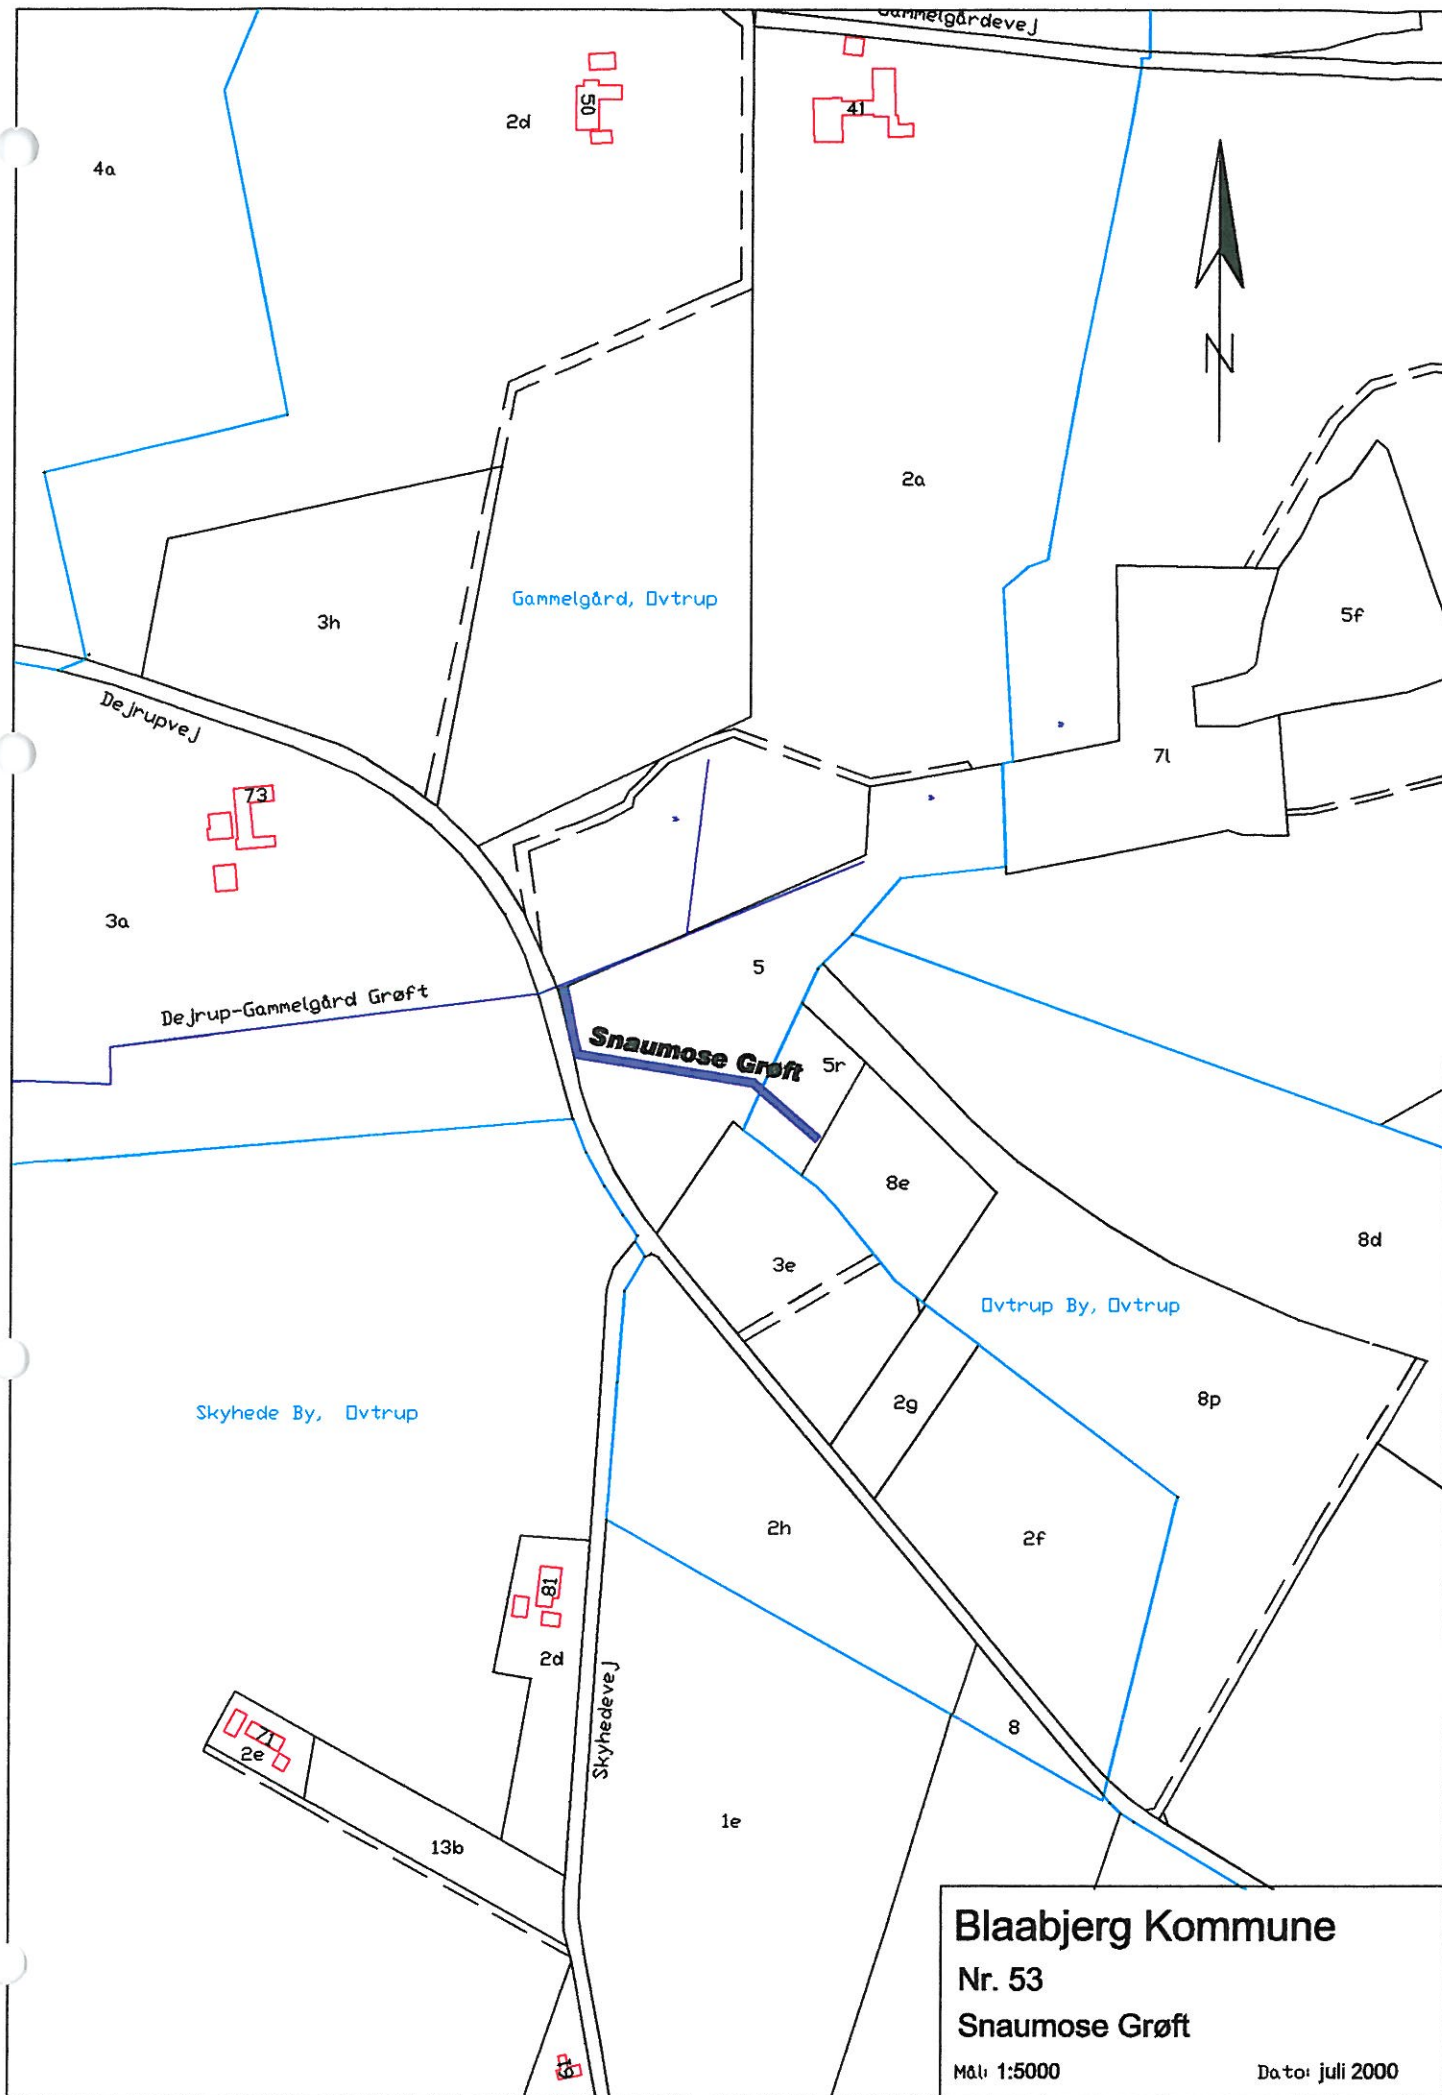 Gammelgårdevej
50
2d
41
4a
2a
3h
Gammelgård, Ovtrup
5f
Dejrupvej
7l
73
3a
5
Dejrup-Gammelgård Grøft
Snaumose Grøft
5r
8e
8d
3e
Ovtrup By, Ovtrup
2g
8p
Skyhede By, Ovtrup
2h
2f
81
2d
Skyhedevej
71
2e
8
1e
13b
N
Blaabjerg Kommune
Nr. 53
Snaumose Grøft
Mål: 1:5000 Dato: juli 2000